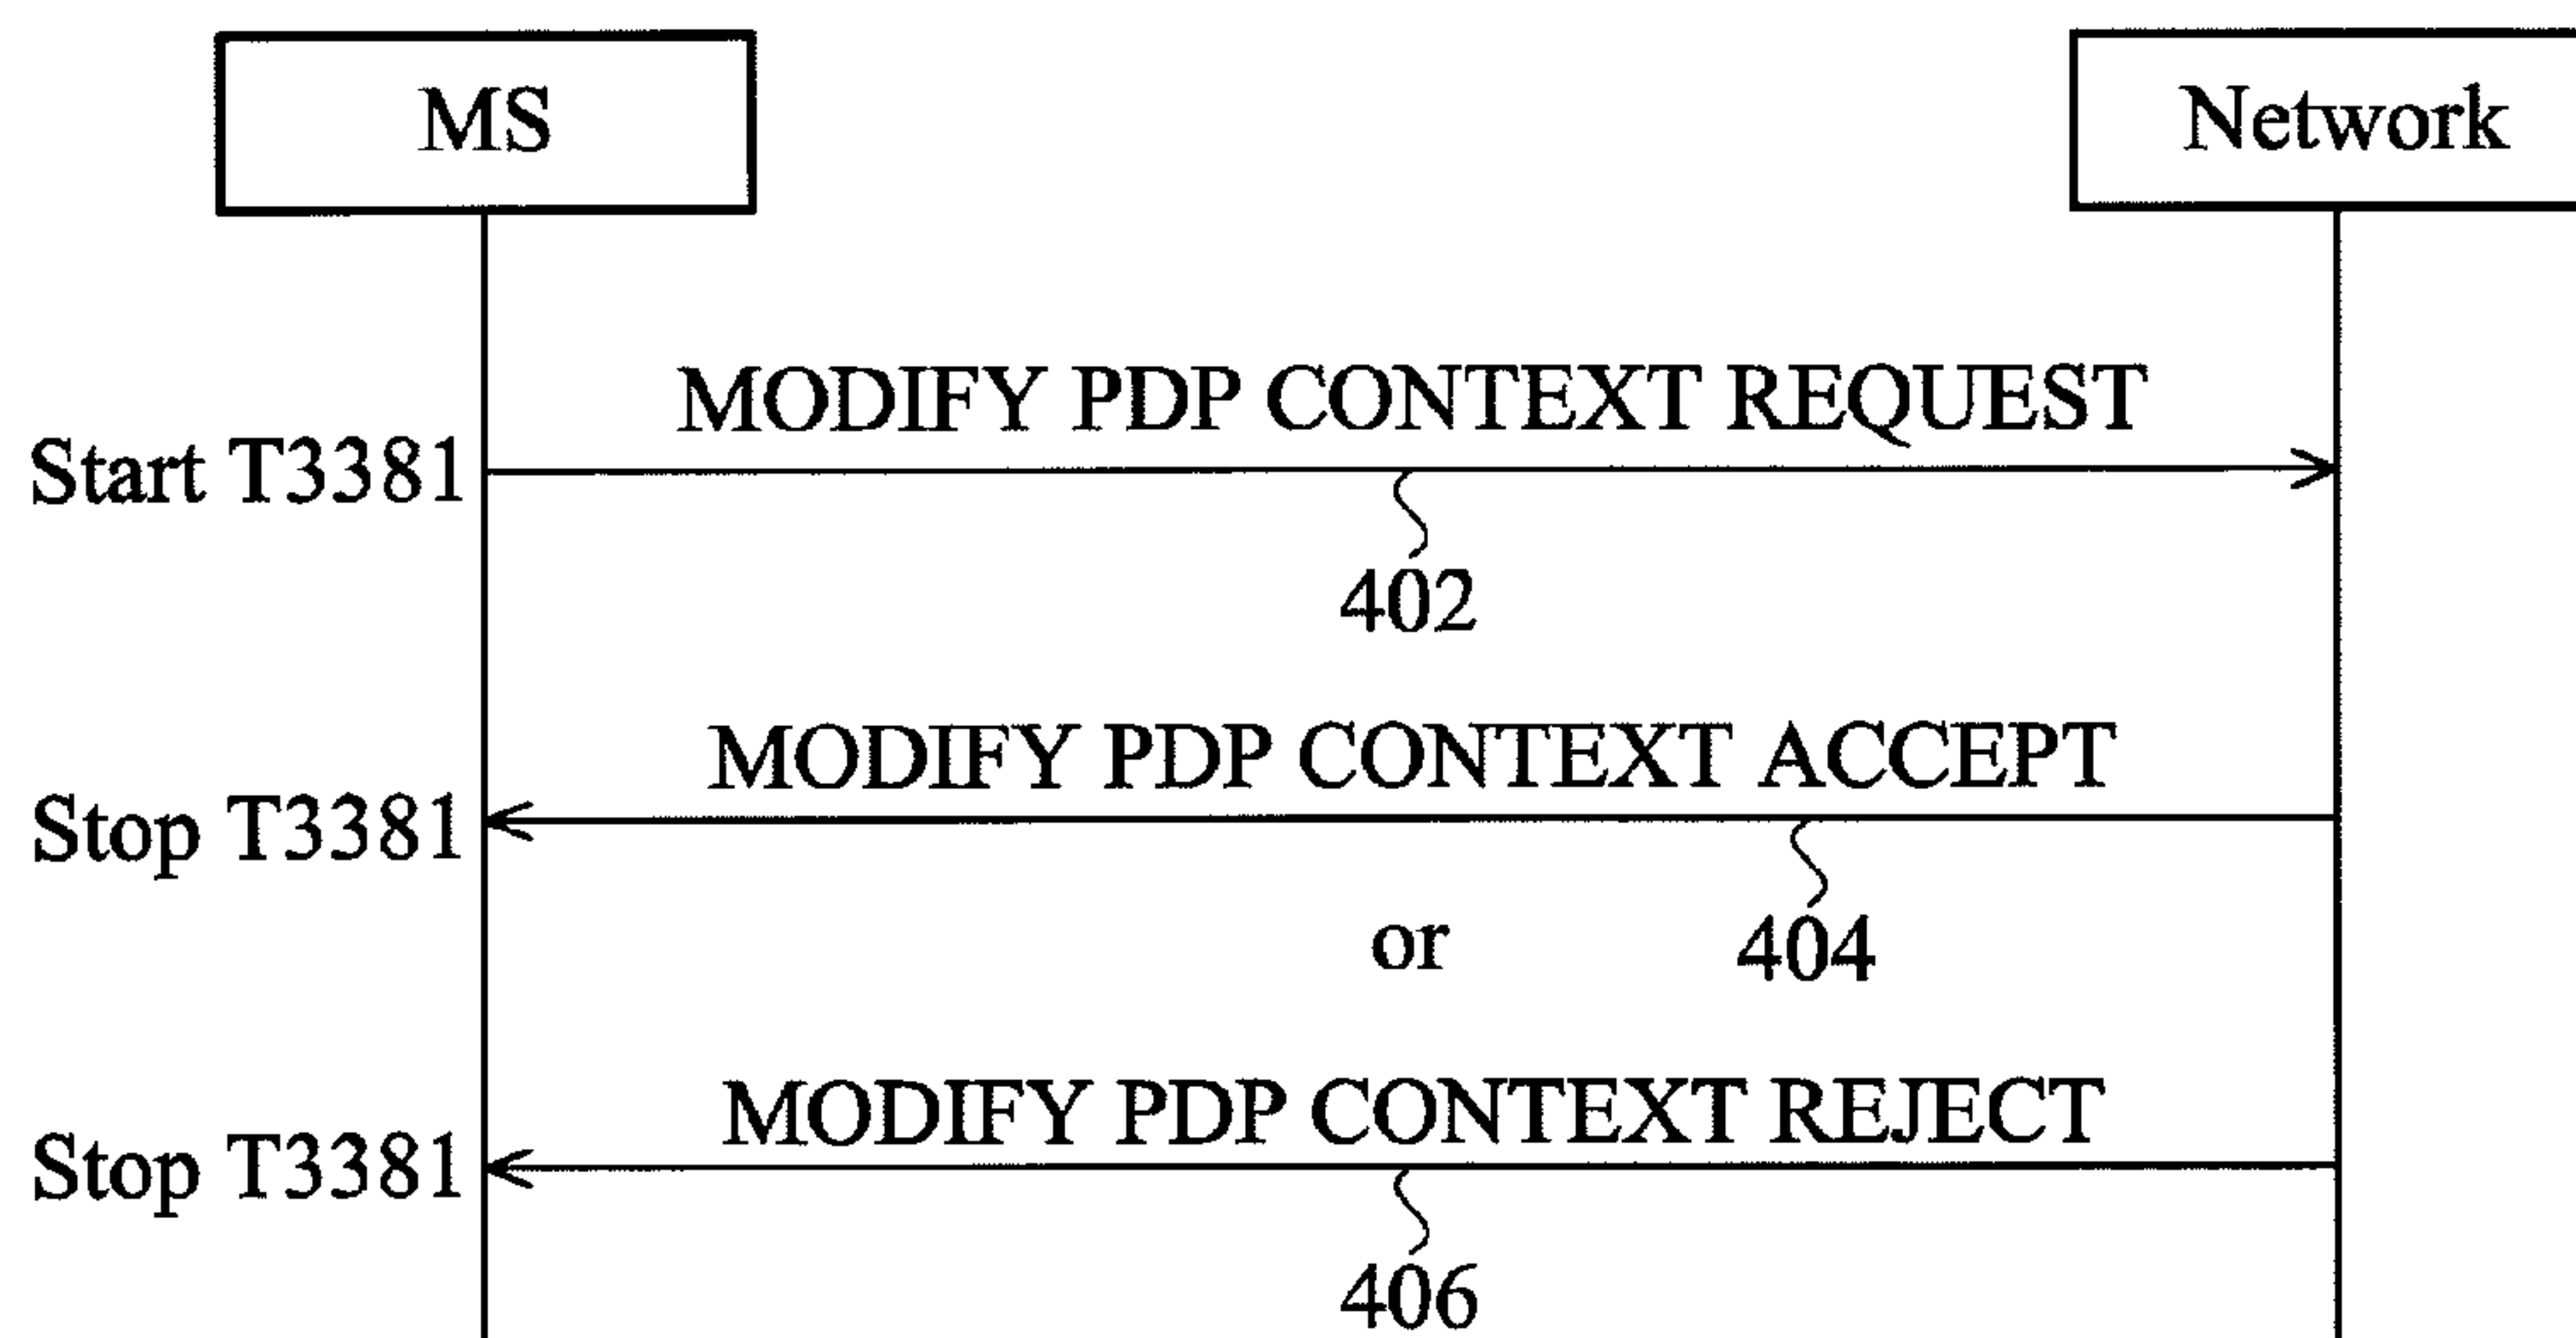 MS
Network
MODIFY PDP CONTEXT REQUEST
Start T3381
402
MODIFY PDP CONTEXT ACCEPT
Stop T3381
or
404
MODIFY PDP CONTEXT REJECT
Stop T3381
406